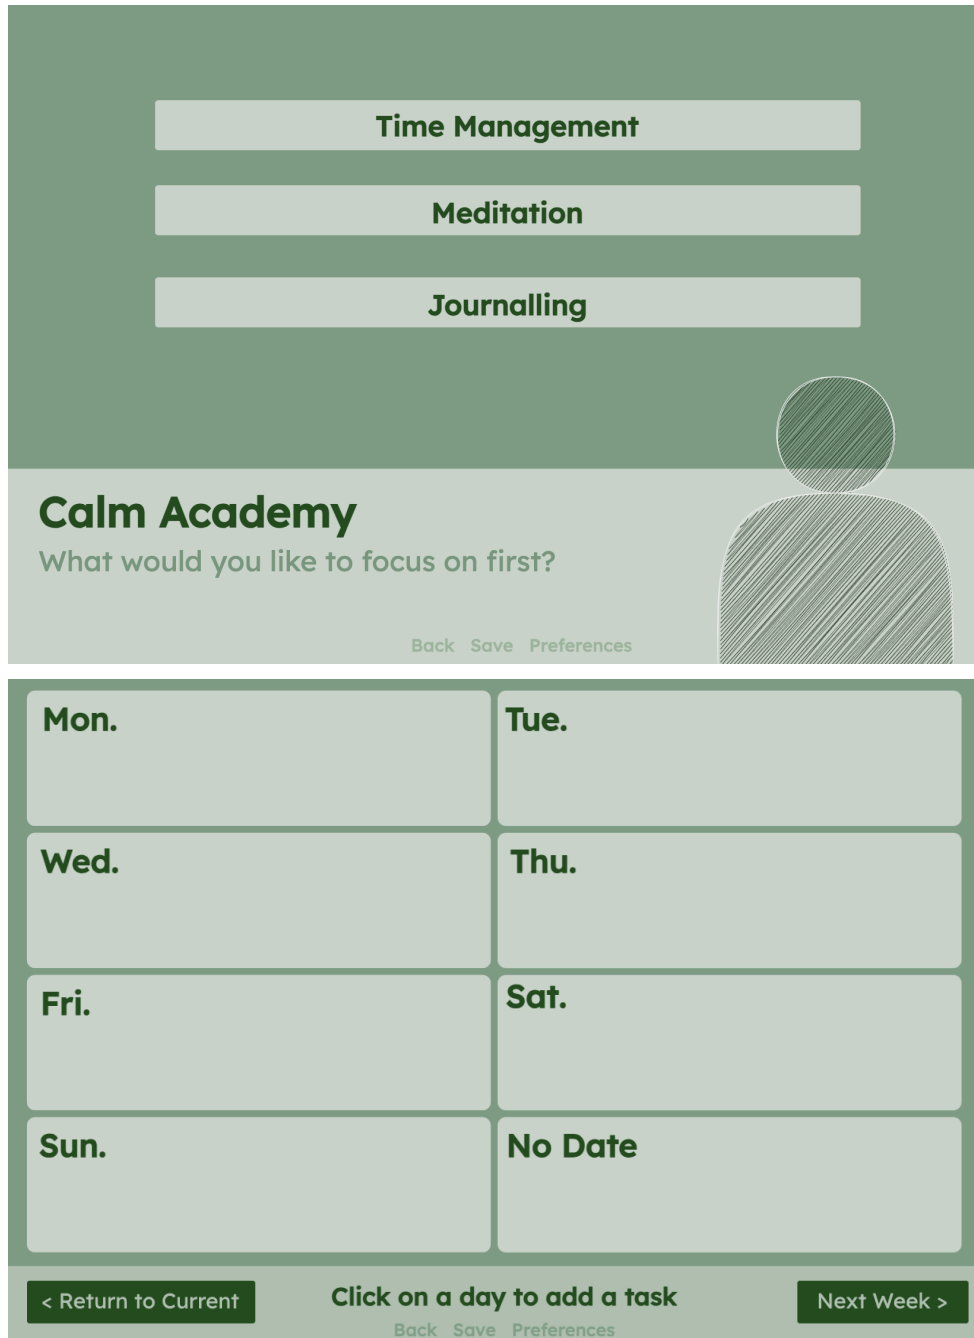 Time Management
Meditation
Journalling
Calm Academy
What would you like to focus on first?
Back Save Preferences
Mon. Tue.
Wed. Thu.
Fri. Sat.
Sun. No Date
< Return to Current Click on a day to add a task Next Week >
Back Save Preferences